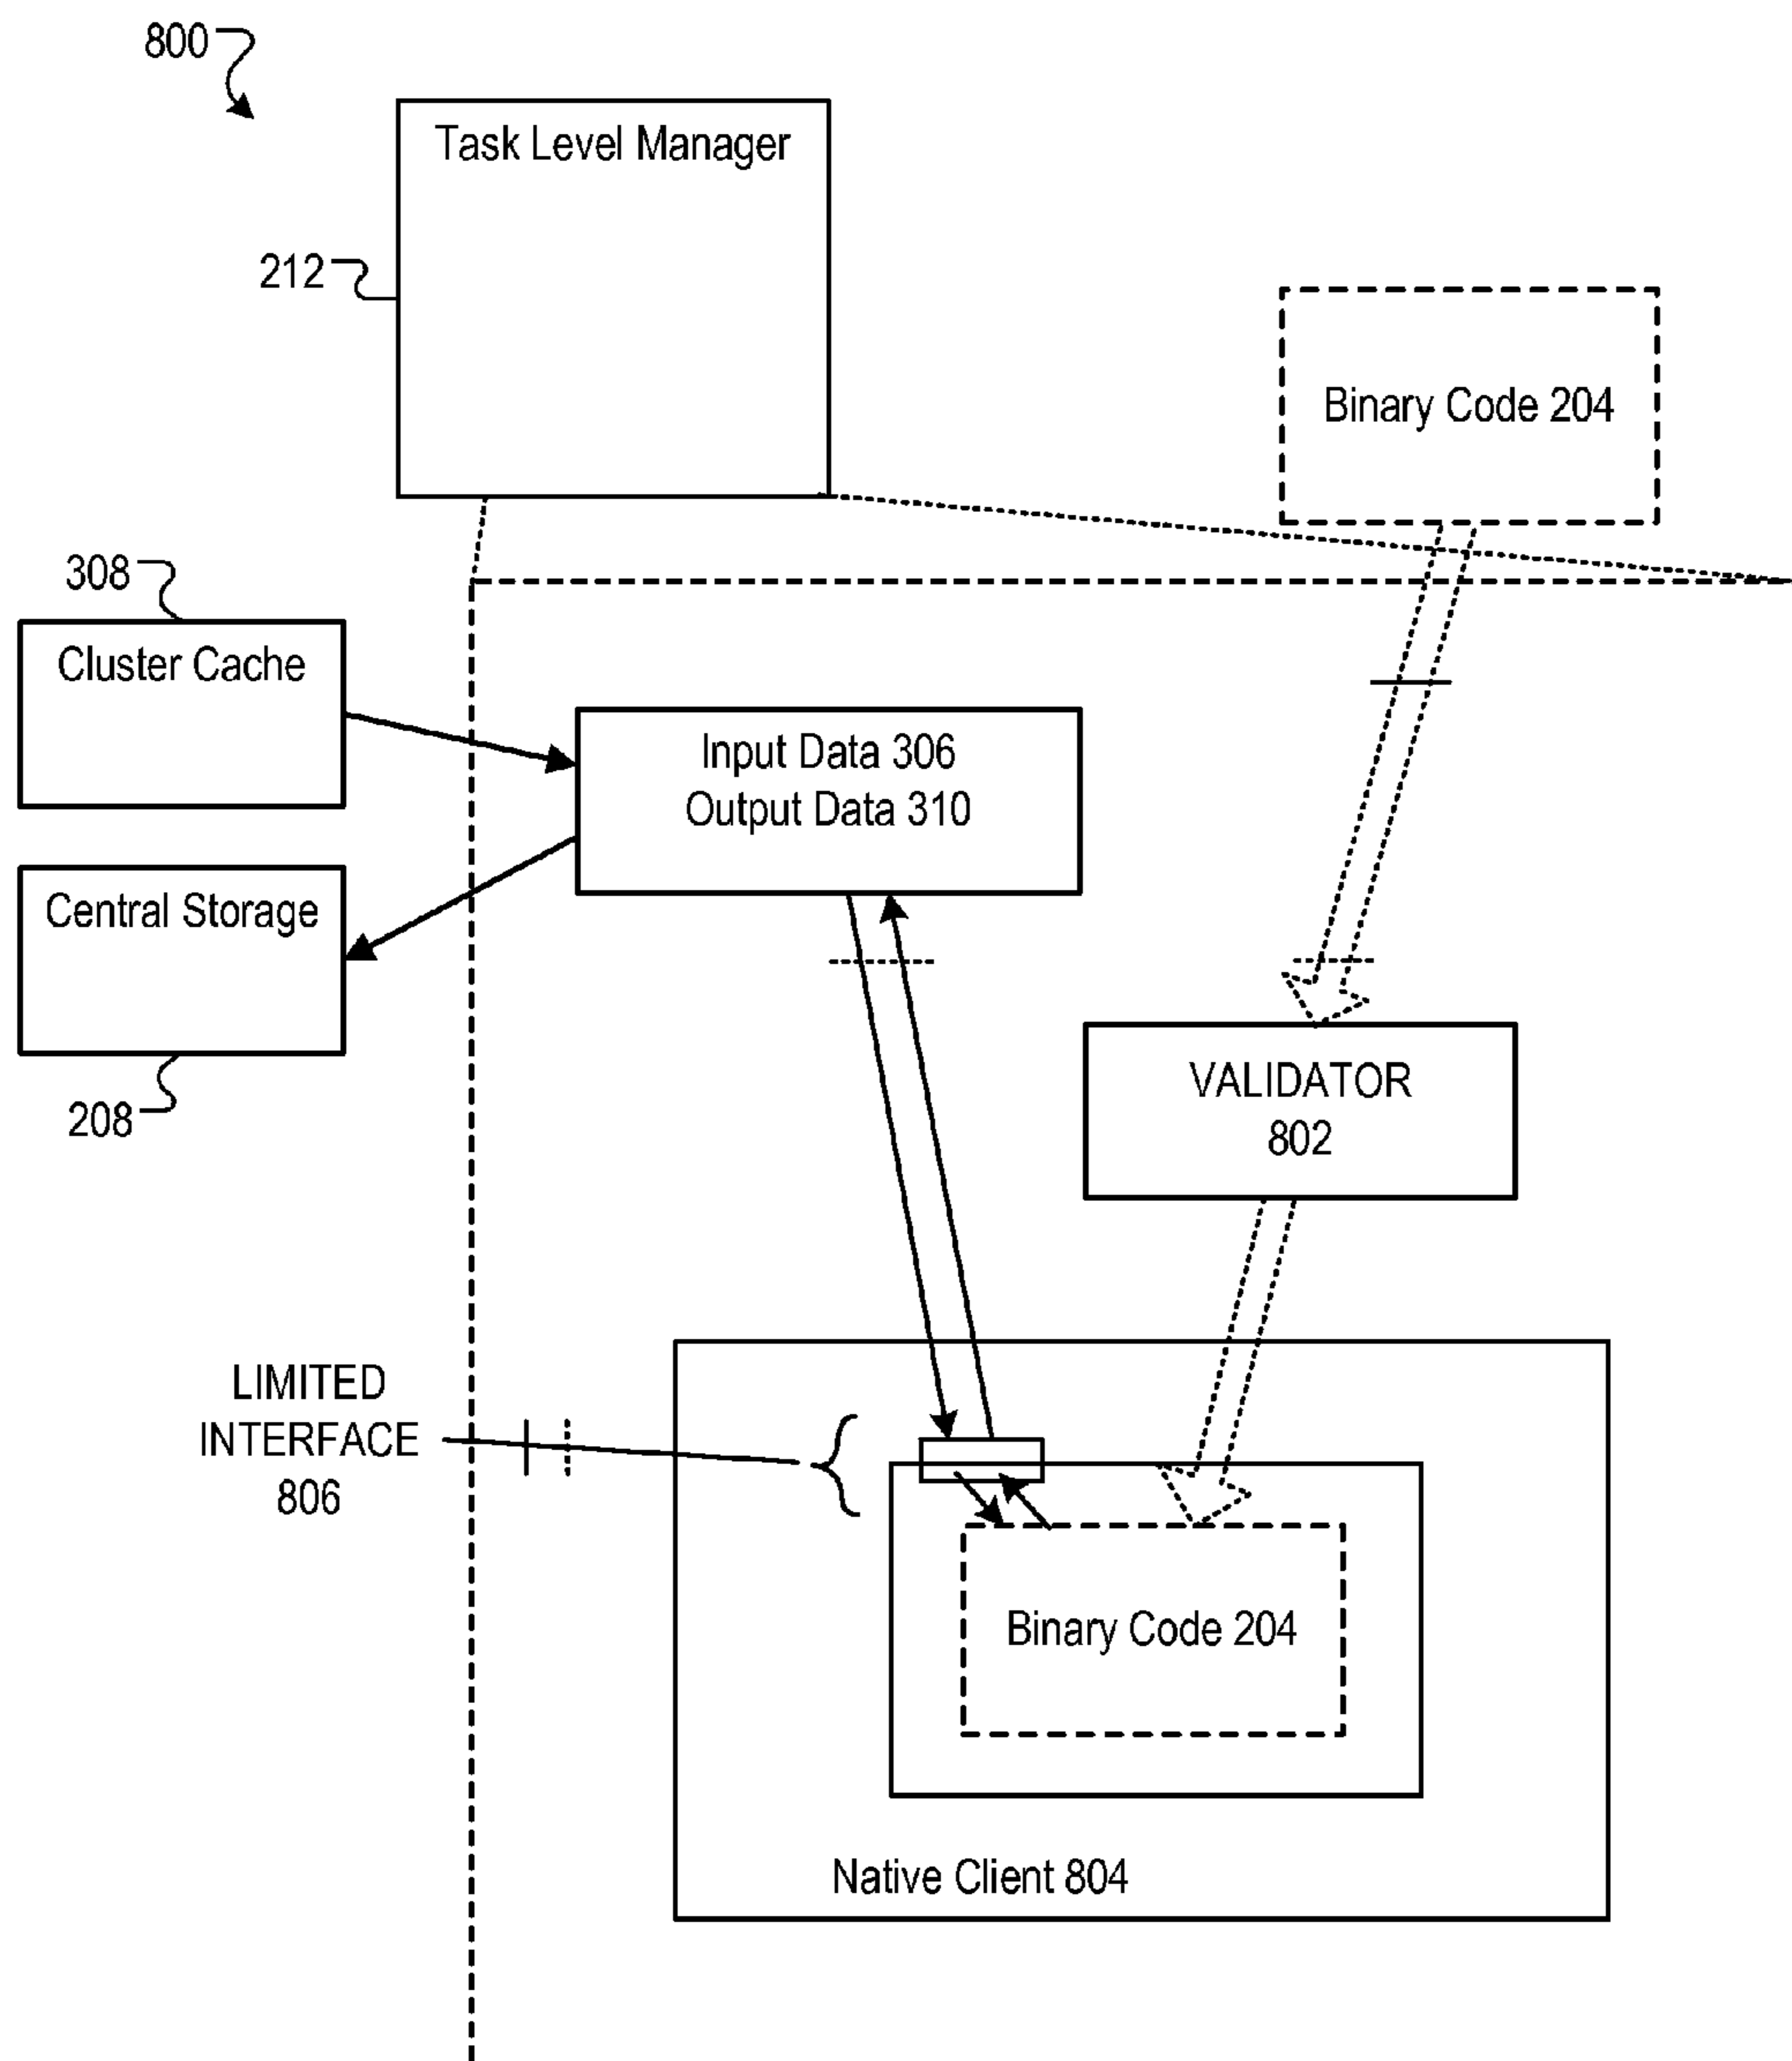 800
Task Level Manager
212
Binary Code 204
308
Cluster Cache
Input Data 306
Output Data 310
Central Storage
208
VALIDATOR
802
LIMITED
INTERFACE
806
Binary Code 204
Native Client 804